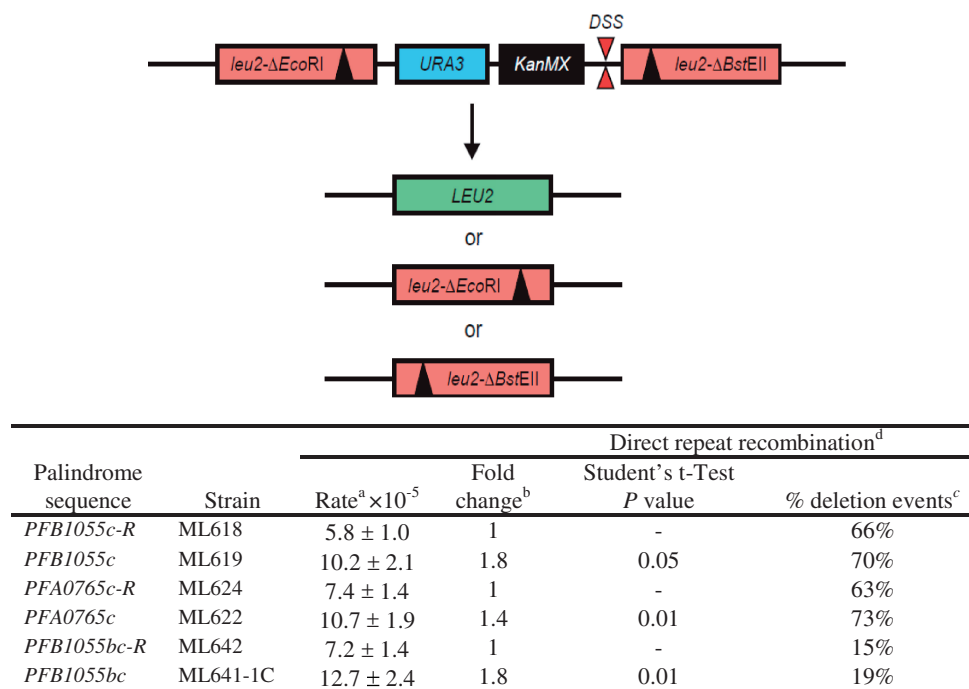 DSS
leu2-ΔEcoRI URA3 KanMX leu2-ΔBstEII
LEU2
or
leu2-ΔEcoRI
or
leu2-ΔBstEII
Direct repeat recombinationᵈ
Palindrome Fold Student's t-Test
sequence Strain Rateᵃ ×10⁻⁵ changeᵇ P value % deletion eventsᶜ
PFB1055c-R ML618 5.8 ± 1.0 1 - 66%
PFB1055c ML619 10.2 ± 2.1 1.8 0.05 70%
PFA0765c-R ML624 7.4 ± 1.4 1 - 63%
PFA0765c ML622 10.7 ± 1.9 1.4 0.01 73%
PFB1055bc-R ML642 7.2 ± 1.4 1 - 15%
PFB1055bc ML641-1C 12.7 ± 2.4 1.8 0.01 19%